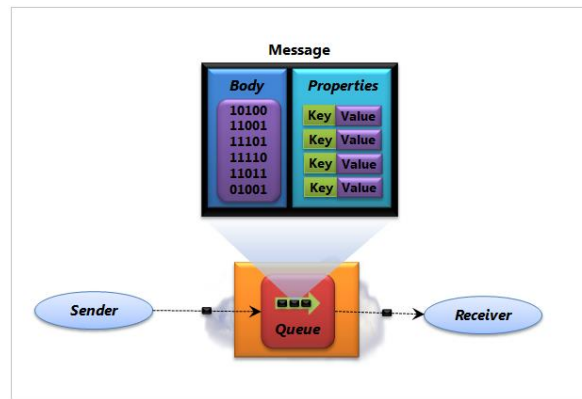 Message
Body
Properties
10100
11001
11101
11110
11011
01001
Key Value
Key Value
Key Value
Key Value
Sender
Queue
Receiver